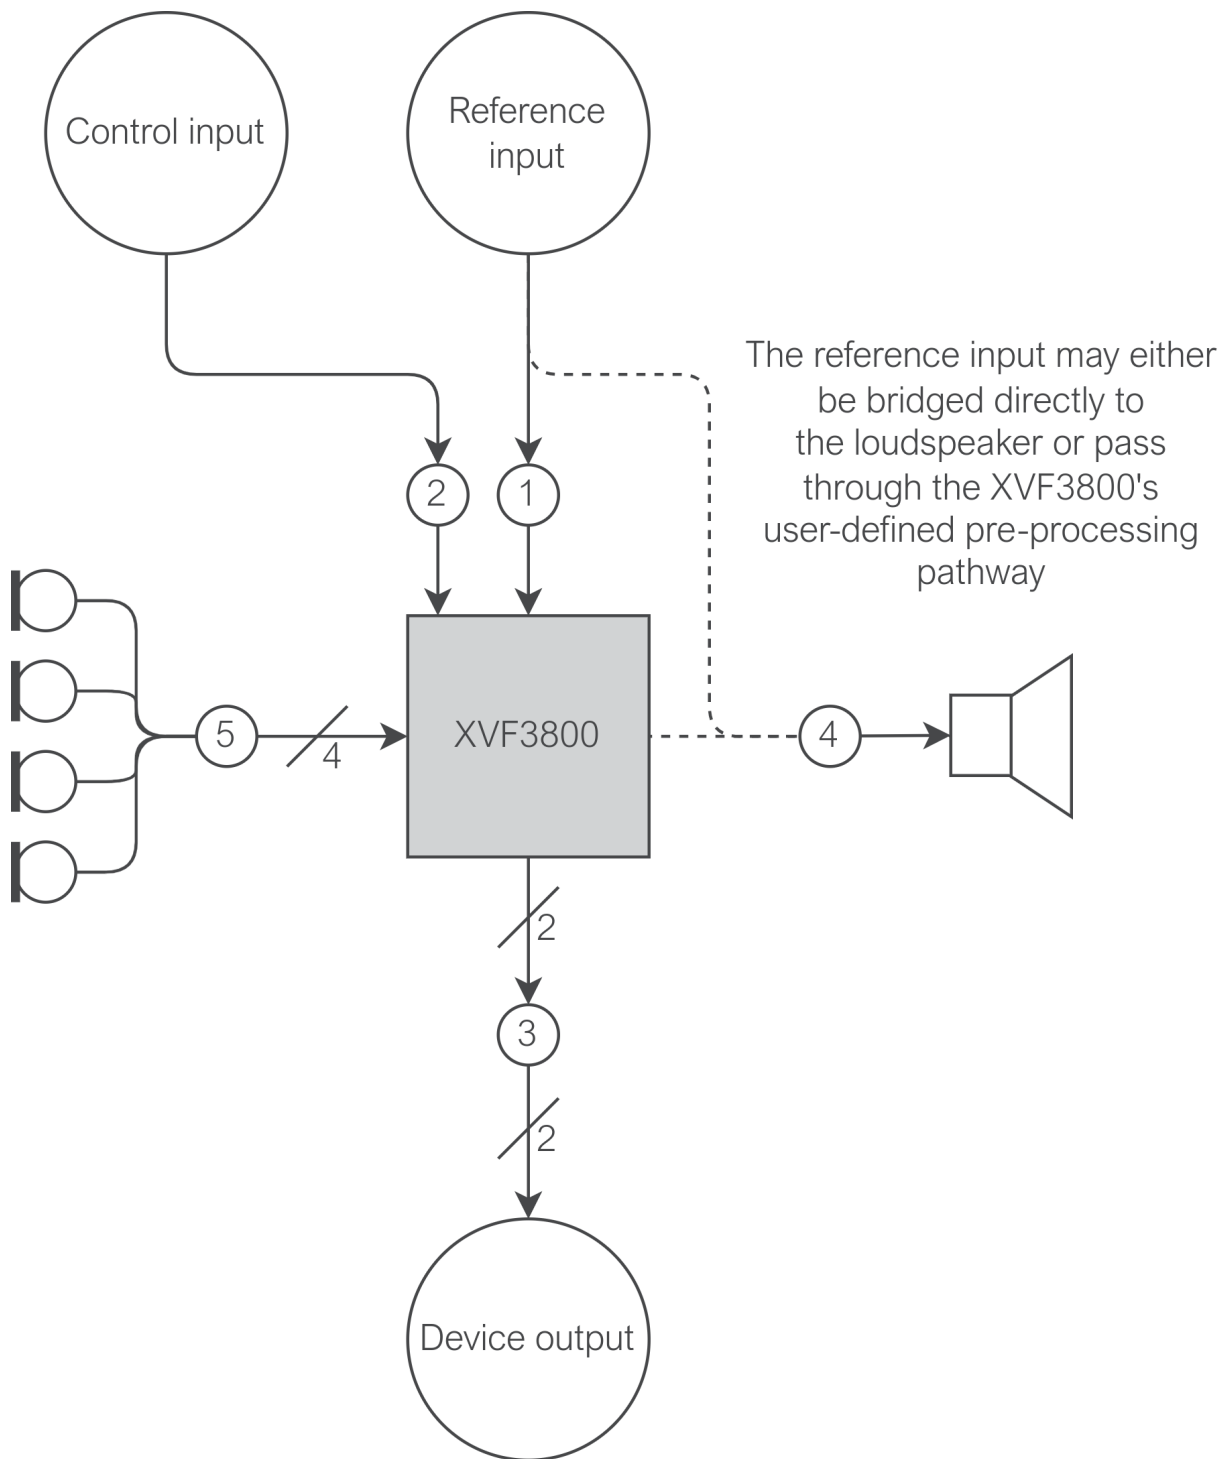 Control input
Reference
input
The reference input may either
be bridged directly to
the loudspeaker or pass
through the XVF3800's
user-defined pre-processing
pathway
2
1
5
4
XVF3800
4
2
3
2
Device output